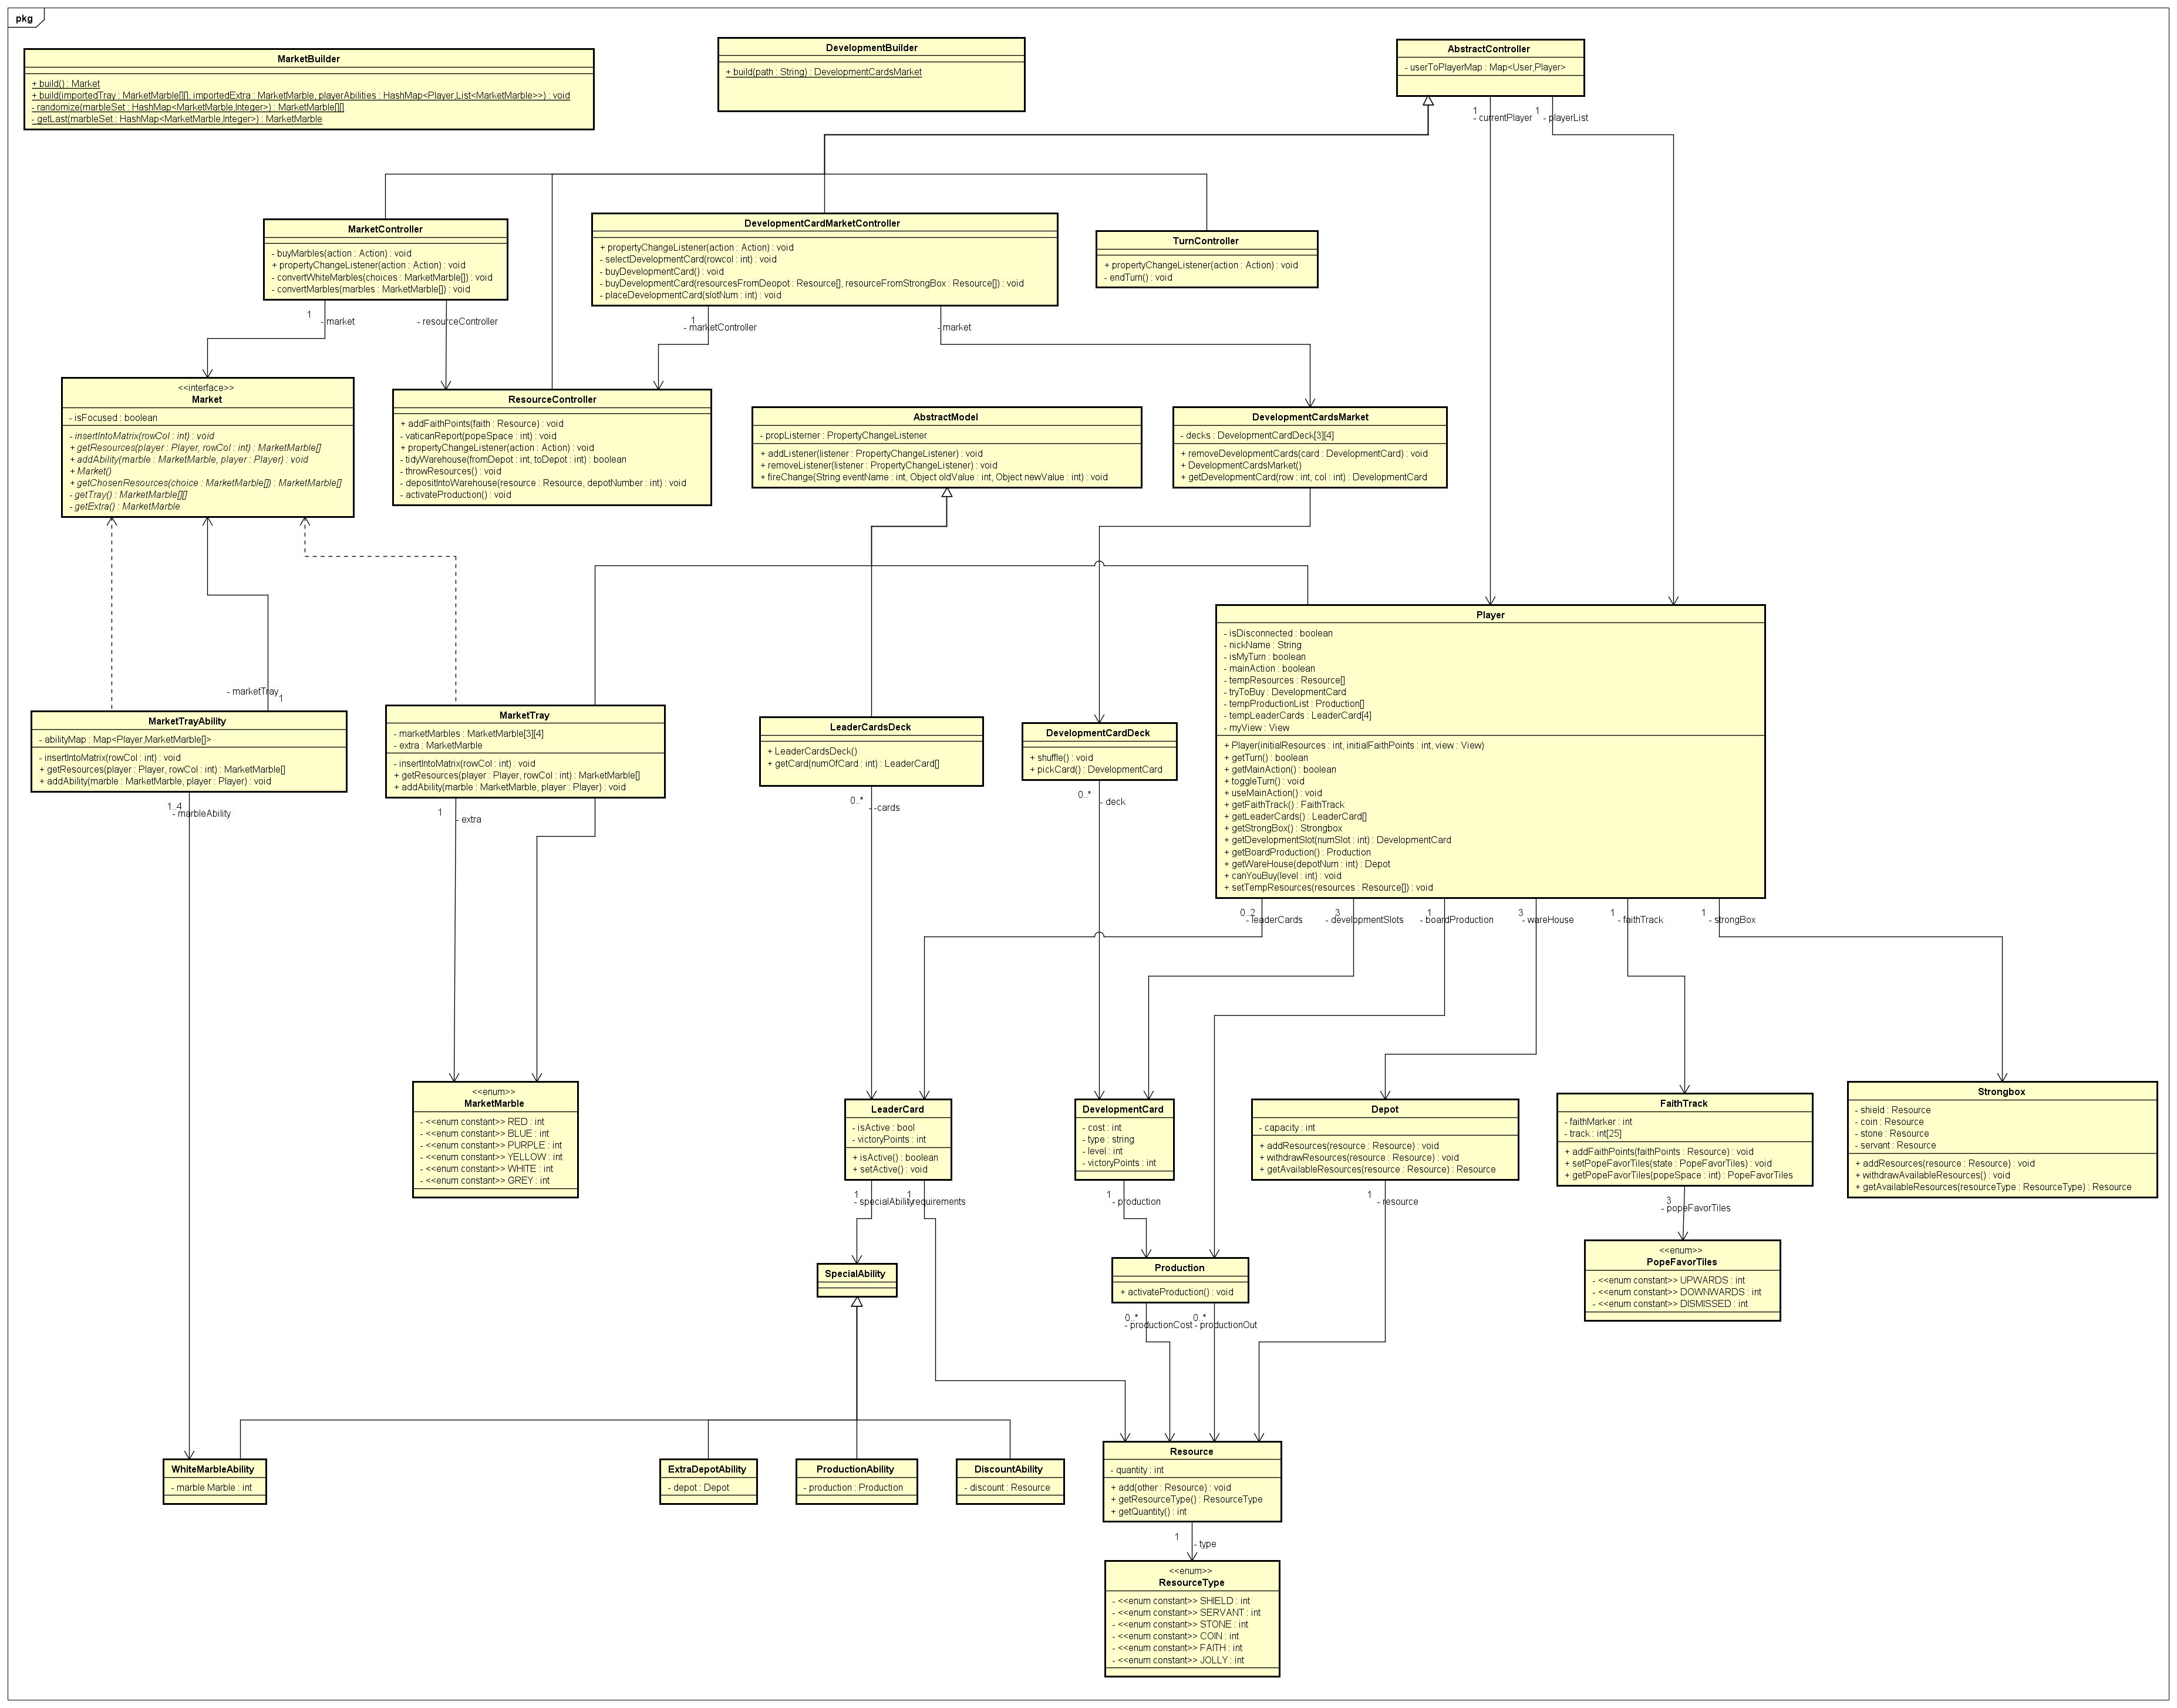 pkg
MarketBuilder
+ build() : Market
+ build(importedTray : MarketMarble[][], importedExtra : MarketMarble, playerAbilities : HashMap<Player,List<MarketMarble>>) : void
- randomize(marbleSet : HashMap<MarketMarble,Integer>) : MarketMarble[][]
- getLast(marbleSet : HashMap<MarketMarble,Integer>) : MarketMarble
DevelopmentBuilder
+ build(path : String) : DevelopmentCardsMarket
AbstractController
- userToPlayerMap : Map<User,Player>
1
- currentPlayer
1
- playerList
MarketController
- buyMarbles(action : Action) : void
+ propertyChangeListener(action : Action) : void
- convertWhiteMarbles(choices : MarketMarble[]) : void
- convertMarbles(marbles : MarketMarble[]) : void
DevelopmentCardMarketController
+ propertyChangeListener(action : Action) : void
- selectDevelopmentCard(rowcol : int) : void
- buyDevelopmentCard() : void
- buyDevelopmentCard(resourcesFromDeopot : Resource[], resourceFromStrongBox : Resource[]) : void
- placeDevelopmentCard(slotNum : int) : void
TurnController
+ propertyChangeListener(action : Action) : void
- endTurn() : void
1
- market
- resourceController
1
- marketController
- market
<<interface>>
Market
- isFocused : boolean
- insertIntoMatrix(rowCol : int) : void
+ getResources(player : Player, rowCol : int) : MarketMarble[]
+ addAbility(marble : MarketMarble, player : Player) : void
+ Market()
+ getChosenResources(choice : MarketMarble[]) : MarketMarble[]
- getTray() : MarketMarble[][]
- getExtra() : MarketMarble
ResourceController
+ addFaithPoints(faith : Resource) : void
- vaticanReport(popeSpace : int) : void
+ propertyChangeListener(action : Action) : void
- tidyWarehouse(fromDepot : int, toDepot : int) : boolean
- throwResources() : void
- depositIntoWarehouse(resource : Resource, depotNumber : int) : void
- activateProduction() : void
AbstractModel
- propListerner : PropertyChangeListener
+ addListener(listener : PropertyChangeListener) : void
+ removeListener(listener : PropertyChangeListener) : void
+ fireChange(String eventName : int, Object oldValue : int, Object newValue : int) : void
DevelopmentCardsMarket
- decks : DevelopmentCardDeck[3][4]
+ removeDevelopmentCards(card : DevelopmentCard) : void
+ DevelopmentCardsMarket()
+ getDevelopmentCard(row : int, col : int) : DevelopmentCard
Player
- isDisconnected : boolean
- nickName : String
- isMyTurn : boolean
- mainAction : boolean
- tempResources : Resource[]
- tryToBuy : DevelopmentCard
- tempProductionList : Production[]
- tempLeaderCards : LeaderCard[4]
- myView : View
+ Player(initialResources : int, initialFaithPoints : int, view : View)
+ getTurn() : boolean
+ getMainAction() : boolean
+ toggleTurn() : void
+ useMainAction() : void
+ getFaithTrack() : FaithTrack
+ getLeaderCards() : LeaderCard[]
+ getStrongBox() : Strongbox
+ getDevelopmentSlot(numSlot : int) : DevelopmentCard
+ getBoardProduction() : Production
+ getWareHouse(depotNum : int) : Depot
+ canYouBuy(level : int) : void
+ setTempResources(resources : Resource[]) : void
- marketTray
1
MarketTrayAbility
- abilityMap : Map<Player,MarketMarble[]>
- insertIntoMatrix(rowCol : int) : void
+ getResources(player : Player, rowCol : int) : MarketMarble[]
+ addAbility(marble : MarketMarble, player : Player) : void
MarketTray
- marketMarbles : MarketMarble[3][4]
- extra : MarketMarble
- insertIntoMatrix(rowCol : int) : void
+ getResources(player : Player, rowCol : int) : MarketMarble[]
+ addAbility(marble : MarketMarble, player : Player) : void
LeaderCardsDeck
+ LeaderCardsDeck()
+ getCard(numOfCard : int) : LeaderCard[]
DevelopmentCardDeck
+ shuffle() : void
+ pickCard() : DevelopmentCard
1..4
- marbleAbility
1
- extra
0..*
- -cards
0..*
- deck
0..2
- leaderCards
3
- developmentSlots
1
- boardProduction
3
- wareHouse
1
- faithTrack
1
- strongBox
<<enum>>
MarketMarble
- <<enum constant>> RED : int
- <<enum constant>> BLUE : int
- <<enum constant>> PURPLE : int
- <<enum constant>> YELLOW : int
- <<enum constant>> WHITE : int
- <<enum constant>> GREY : int
LeaderCard
- isActive : bool
- victoryPoints : int
+ isActive() : boolean
+ setActive() : void
DevelopmentCard
- cost : int
- type : string
- level : int
- victoryPoints : int
Depot
- capacity : int
+ addResources(resource : Resource) : void
+ withdrawResources(resource : Resource) : void
+ getAvailableResources(resource : Resource) : Resource
FaithTrack
- faithMarker : int
- track : int[25]
+ addFaithPoints(faithPoints : Resource) : void
+ setPopeFavorTiles(state : PopeFavorTiles) : void
+ getPopeFavorTiles(popeSpace : int) : PopeFavorTiles
Strongbox
- shield : Resource
- coin : Resource
- stone : Resource
- servant : Resource
+ addResources(resource : Resource) : void
+ withdrawAvailableResources() : void
+ getAvailableResources(resourceType : ResourceType) : Resource
1
- specialAbility
1
- requirements
1
- production
1
- resource
3
- popeFavorTiles
SpecialAbility
Production
+ activateProduction() : void
<<enum>>
PopeFavorTiles
- <<enum constant>> UPWARDS : int
- <<enum constant>> DOWNWARDS : int
- <<enum constant>> DISMISSED : int
0..*
- productionCost
0..*
- productionOut
WhiteMarbleAbility
- marble Marble : int
ExtraDepotAbility
- depot : Depot
ProductionAbility
- production : Production
DiscountAbility
- discount : Resource
Resource
- quantity : int
+ add(other : Resource) : void
+ getResourceType() : ResourceType
+ getQuantity() : int
1
- type
<<enum>>
ResourceType
- <<enum constant>> SHIELD : int
- <<enum constant>> SERVANT : int
- <<enum constant>> STONE : int
- <<enum constant>> COIN : int
- <<enum constant>> FAITH : int
- <<enum constant>> JOLLY : int